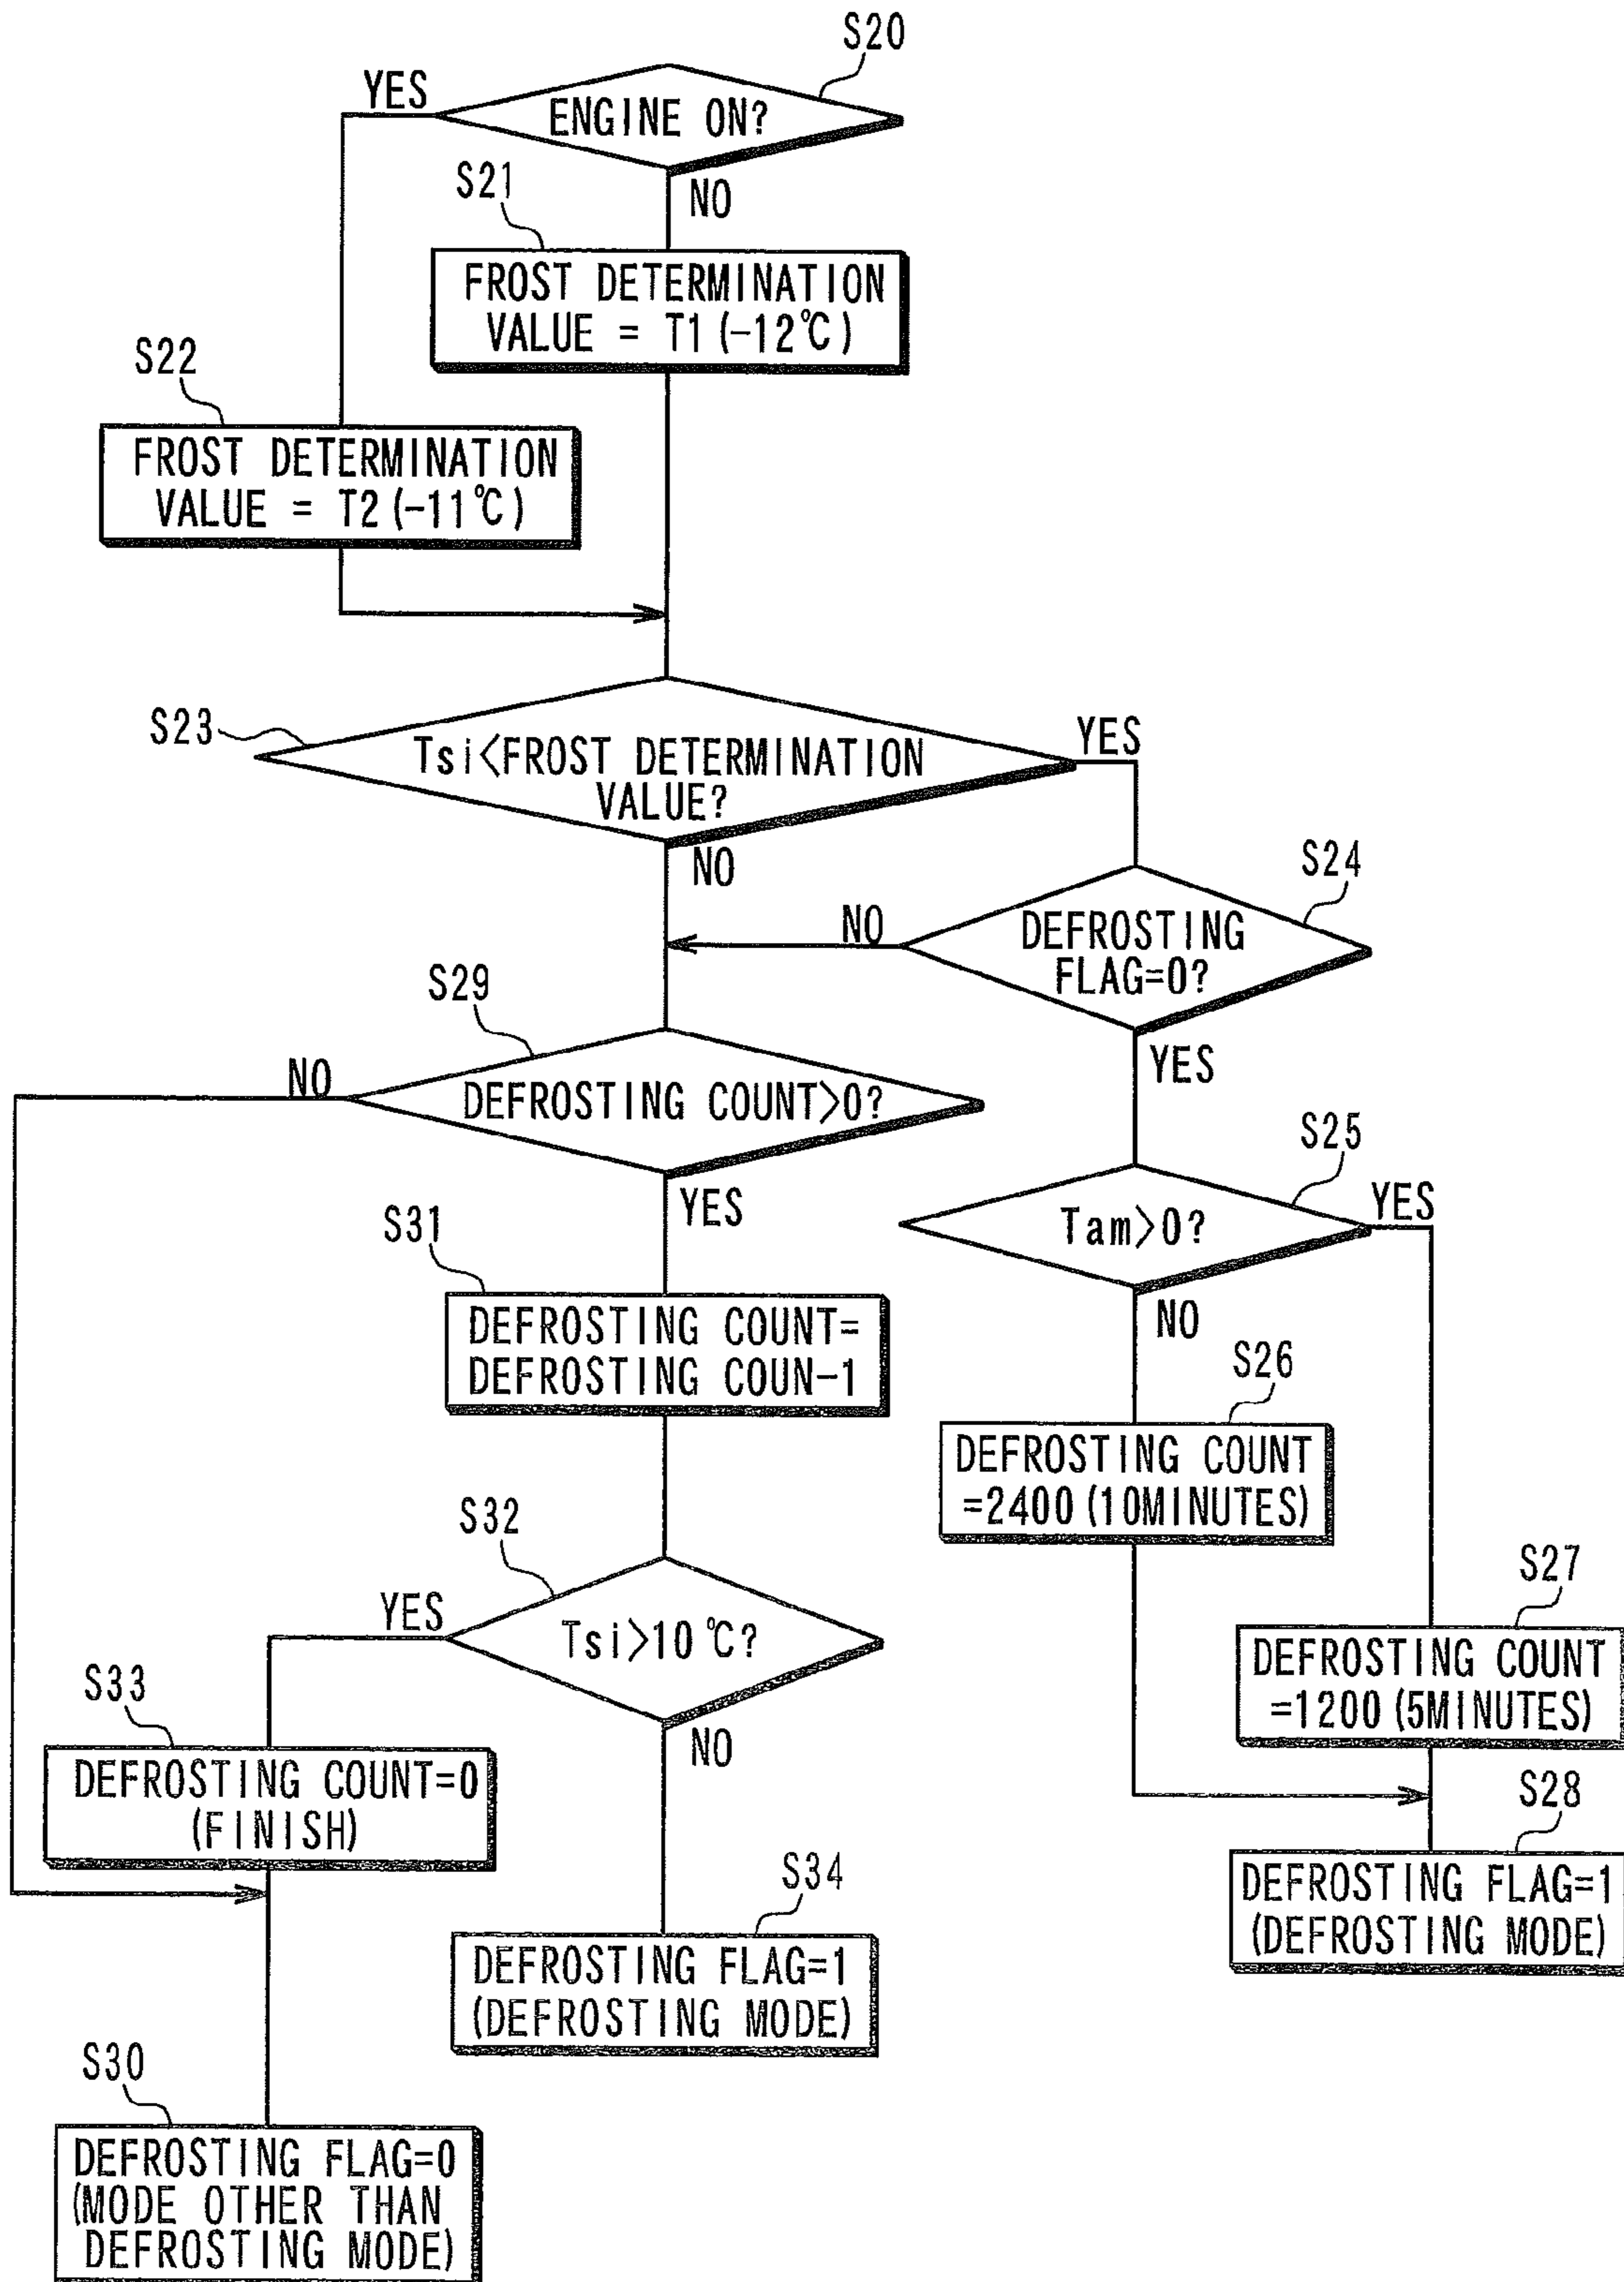 S20
YES
ENGINE ON?
S21
NO
FROST DETERMINATION
VALUE = T1(-12℃)
S22
FROST DETERMINATION
VALUE = T2(-11℃)
S23
Tsi<FROST DETERMINATION
VALUE?
YES
NO
S24
NO
DEFROSTING
FLAG=0?
S29
YES
NO
DEFROSTING COUNT>0?
S25
YES
S31
Tam>0?
YES
DEFROSTING COUNT=
DEFROSTING COUN-1
NO
S26
DEFROSTING COUNT
=2400(10MINUTES)
S32
YES
Tsi>10℃?
S27
DEFROSTING COUNT
=1200(5MINUTES)
S33
NO
DEFROSTING COUNT=0
(FINISH)
S28
DEFROSTING FLAG=1
(DEFROSTING MODE)
S34
DEFROSTING FLAG=1
(DEFROSTING MODE)
S30
DEFROSTING FLAG=0
(MODE OTHER THAN
DEFROSTING MODE)